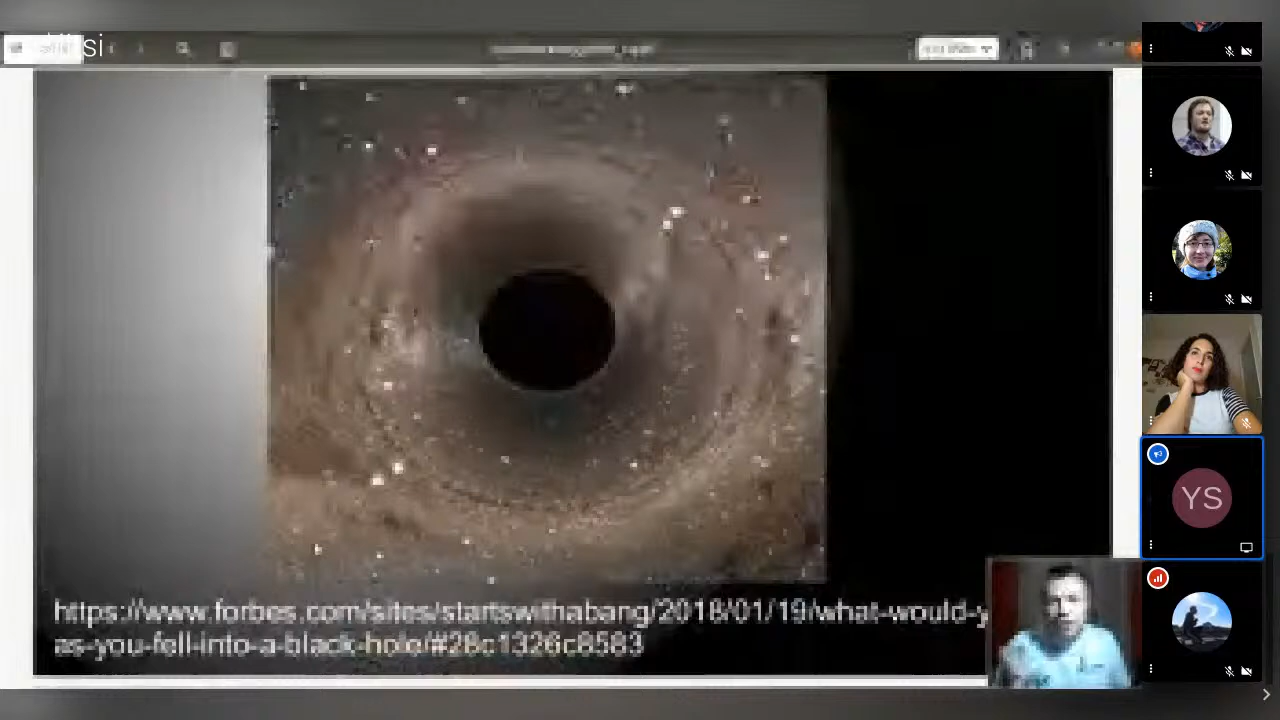 https://www.forbes.com/sites/startswithabang/2018/01/19/what-would-y
as-you-fell-into-a-black-hole/#28c1326c8583
YS